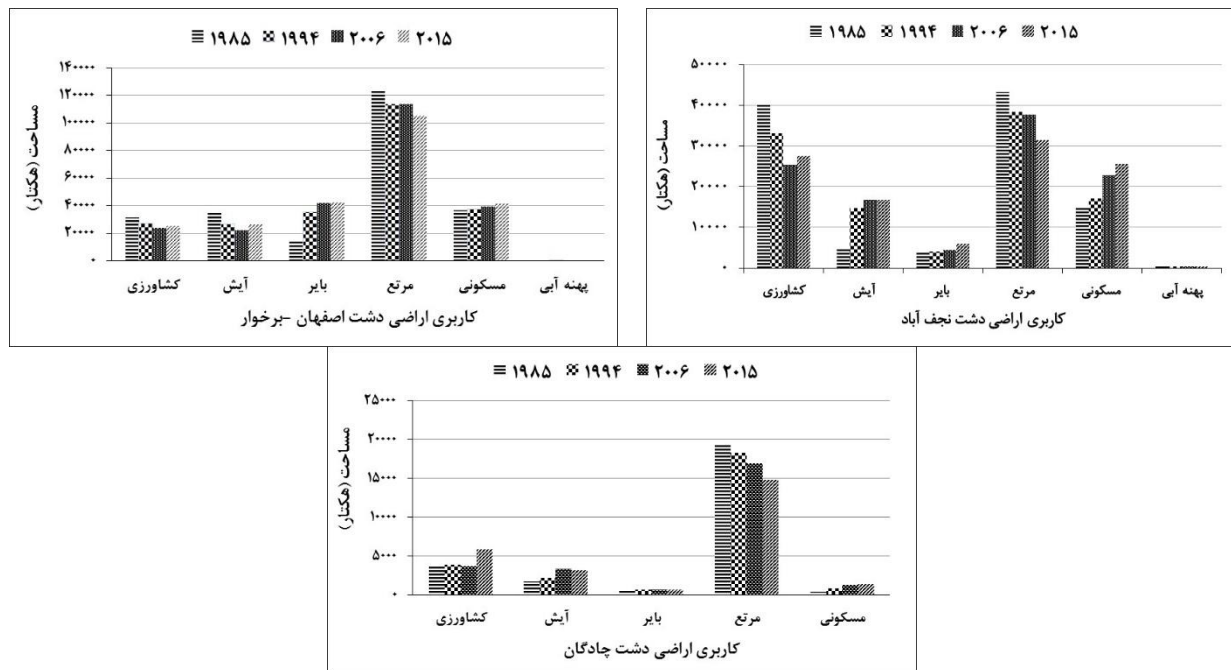 ۱۹۸۵ ۱۹۹۴ ۲۰۰۶ ۲۰۱۵
مساحت (هکتار)
۱۴۰۰۰۰
۱۲۰۰۰۰
۱۰۰۰۰۰
۸۰۰۰۰
۶۰۰۰۰
۴۰۰۰۰
۲۰۰۰۰
۰
کشاورزی آیش بایر مرتع مسکونی پهنه آبی
کاربری اراضی دشت اصفهان -برخوار
۱۹۸۵ ۱۹۹۴ ۲۰۰۶ ۲۰۱۵
مساحت (هکتار)
۵۰۰۰۰
۴۰۰۰۰
۳۰۰۰۰
۲۰۰۰۰
۱۰۰۰۰
۰
کشاورزی آیش بایر مرتع مسکونی پهنه آبی
کاربری اراضی دشت نجف آباد
۱۹۸۵ ۱۹۹۴ ۲۰۰۶ ۲۰۱۵
مساحت (هکتار)
۲۵۰۰۰
۲۰۰۰۰
۱۵۰۰۰
۱۰۰۰۰
۵۰۰۰
۰
کشاورزی آیش بایر مرتع مسکونی
کاربری اراضی دشت چادگان